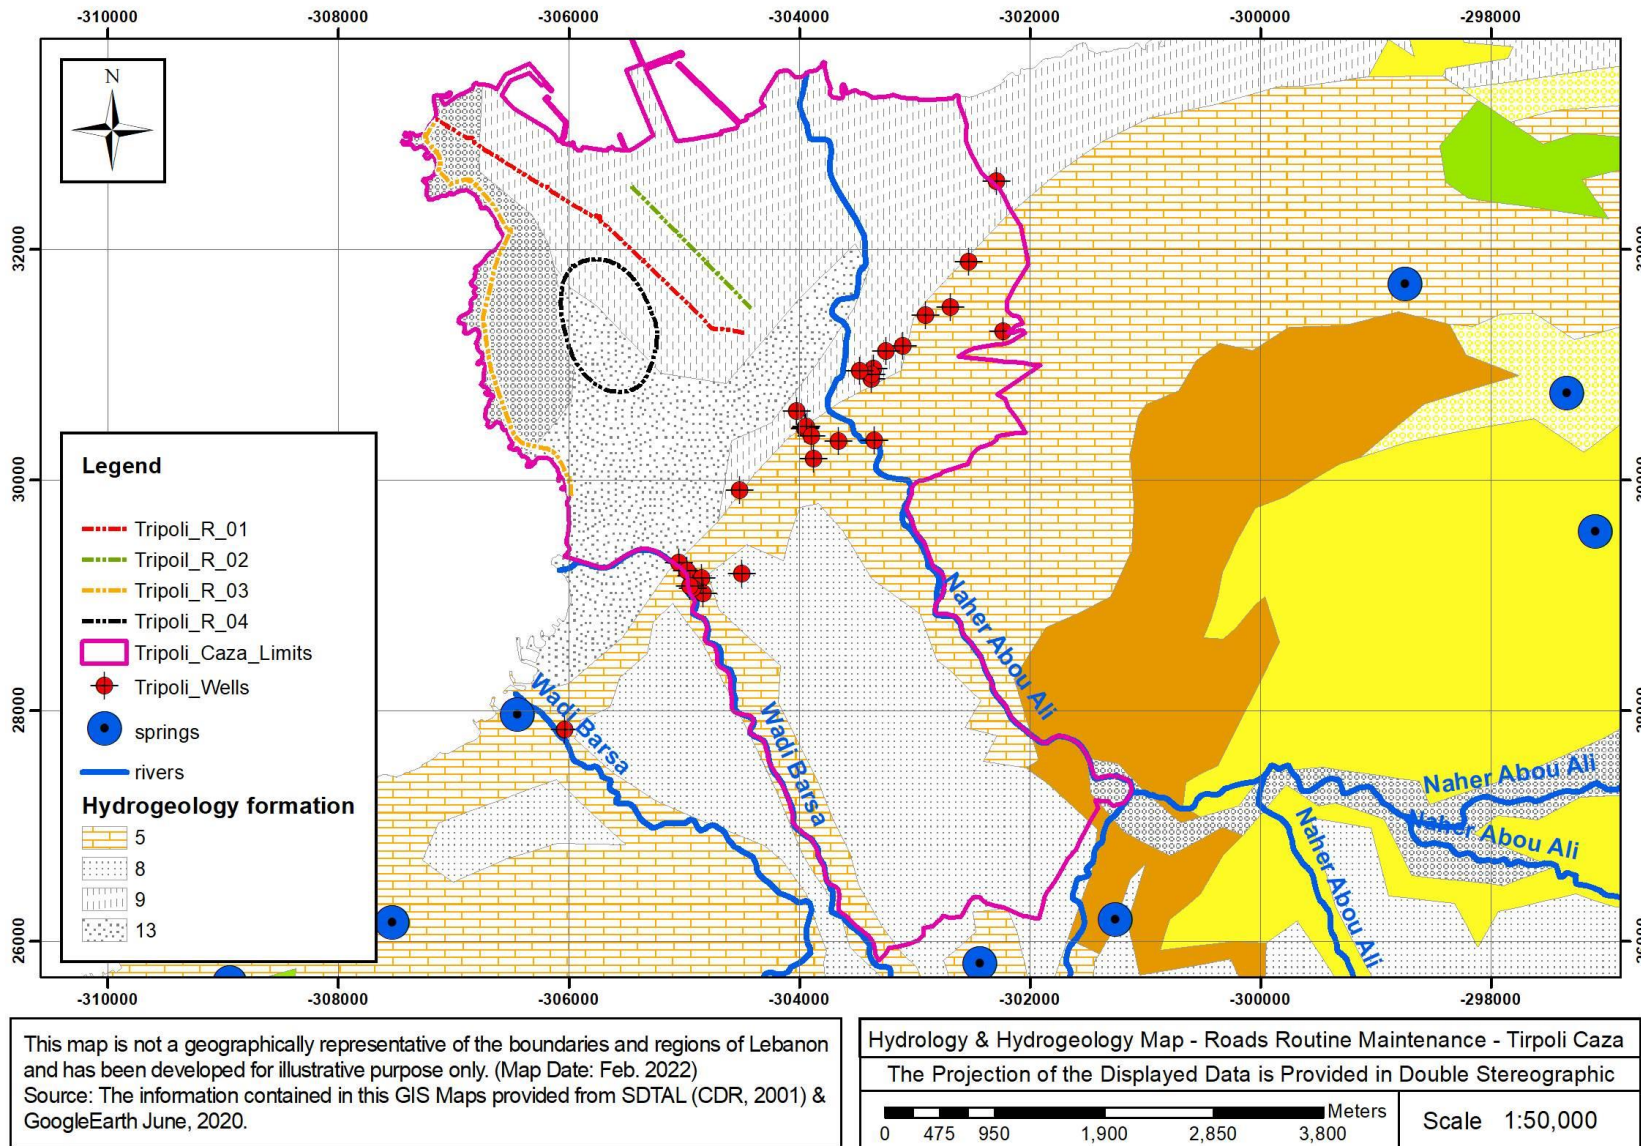 -310000 -308000 -306000 -304000 -302000 -300000 -298000
N
32000
30000
28000
26000
32000
30000
28000
26000
Legend
Tripoli_R_01
Tripoil_R_02
Tripoli_R_03
Tripoli_R_04
Tripoli_Caza_Limits
Tripoli_Wells
springs
rivers
Hydrogeology formation
5
8
9
13
Naher Abou Ali
Wadi Barsa
Wadi Barsa
Naher Abou Ali
Naher Abou Ali
Naher Abou Ali
-310000 -308000 -306000 -304000 -302000 -300000 -298000
This map is not a geographically representative of the boundaries and regions of Lebanon
and has been developed for illustrative purpose only. (Map Date: Feb. 2022)
Source: The information contained in this GIS Maps provided from SDTAL (CDR, 2001) &
GoogleEarth June, 2020.
Hydrology & Hydrogeology Map - Roads Routine Maintenance - Tirpoli Caza
The Projection of the Displayed Data is Provided in Double Stereographic
Meters
0 475 950 1,900 2,850 3,800
Scale 1:50,000